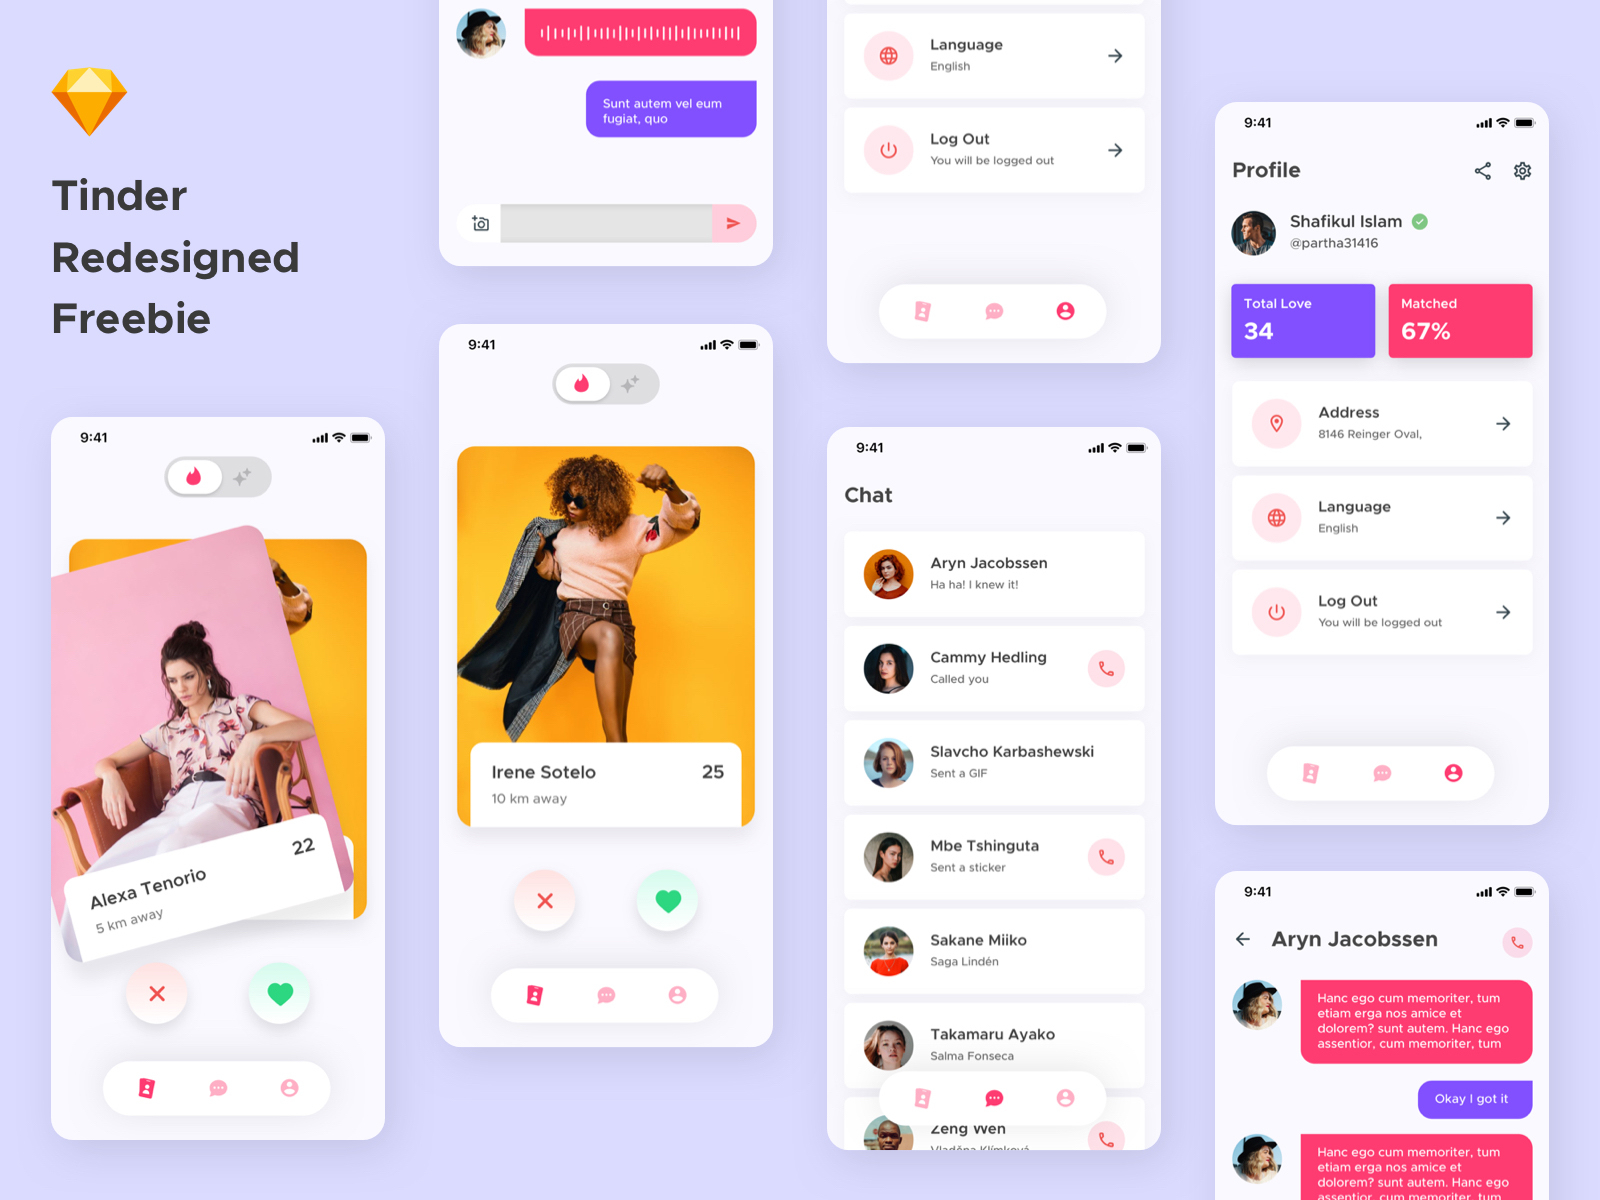 Tinder
Redesigned
Freebie
9:41
Alexa Tenorio
22
5 km away
Sunt autem vel eum
fugiat, quo
9:41
Irene Sotelo
25
10 km away
Language
English
Log Out
You will be logged out
9:41
Chat
Aryn Jacobssen
Ha ha! I knew it!
Cammy Hedling
Called you
Slavcho Karbashewski
Sent a GIF
Mbe Tshinguta
Sent a sticker
Sakane Miiko
Saga Lindén
Takamaru Ayako
Salma Fonseca
Zeng Wen
Vladěna Klímková
9:41
Profile
Shafikul Islam
@partha31416
Total Love
34
Matched
67%
Address
8146 Reinger Oval,
Language
English
Log Out
You will be logged out
9:41
Aryn Jacobssen
Hanc ego cum memoriter, tum
etiam erga nos amice et
dolorem? sunt autem. Hanc ego
assentior, cum memoriter, tum
Okay I got it
Hanc ego cum memoriter, tum
etiam erga nos amice et
dolorem? sunt autem. Hanc ego
assentior, cum memoriter, tum